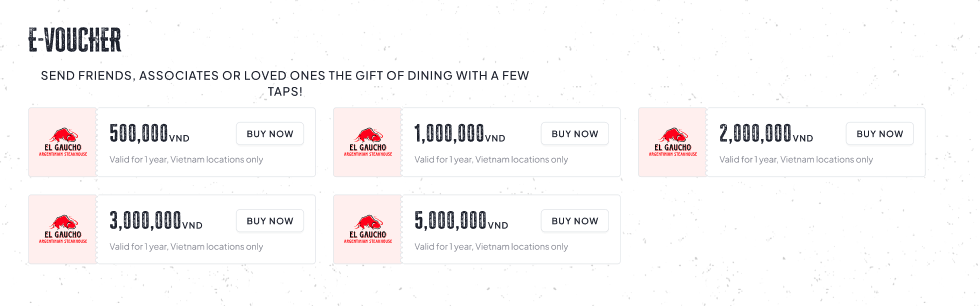 E-VOUCHER
SEND FRIENDS, ASSOCIATES OR LOVED ONES THE GIFT OF DINING WITH A FEW
TAPS!
EL GAUCHO
ARGENTINIAN STEAKHOUSE
500,000VND
BUY NOW
Valid for 1 year, Vietnam locations only
EL GAUCHO
ARGENTINIAN STEAKHOUSE
1,000,000VND
BUY NOW
Valid for 1 year, Vietnam locations only
EL GAUCHO
ARGENTINIAN STEAKHOUSE
2,000,000VND
BUY NOW
Valid for 1 year, Vietnam locations only
EL GAUCHO
ARGENTINIAN STEAKHOUSE
3,000,000VND
BUY NOW
Valid for 1 year, Vietnam locations only
EL GAUCHO
ARGENTINIAN STEAKHOUSE
5,000,000VND
BUY NOW
Valid for 1 year, Vietnam locations only